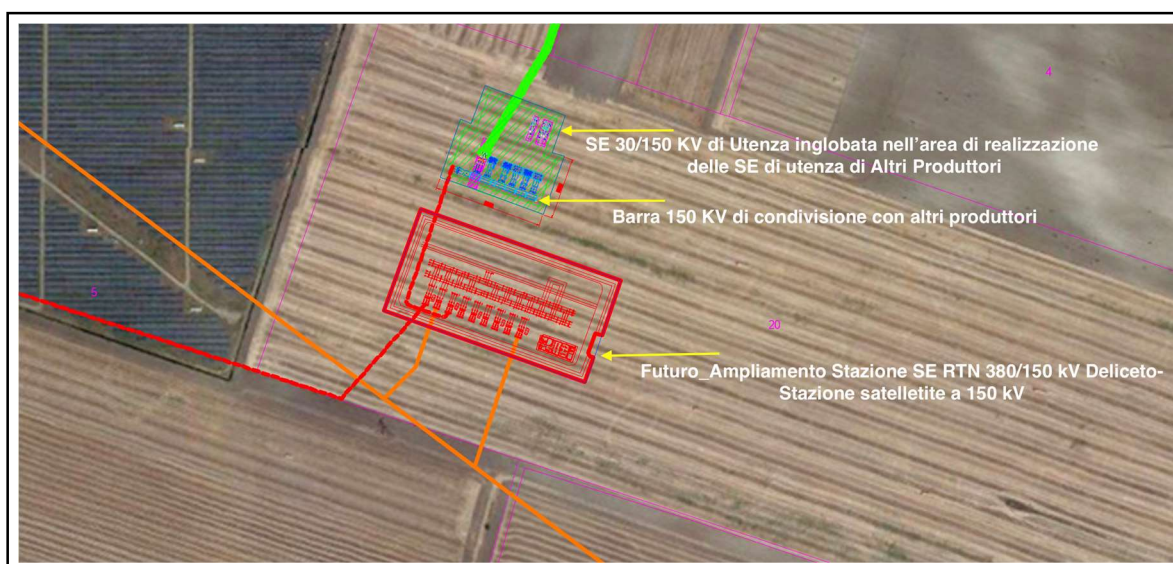 4
SE 30/150 KV di Utenza inglobata nell'area di realizzazione
delle SE di utenza di Altri Produttori
Barra 150 KV di condivisione con altri produttori
5
20
Futuro_Ampliamento Stazione SE RTN 380/150 kV Deliceto-
Stazione satelletite a 150 kV